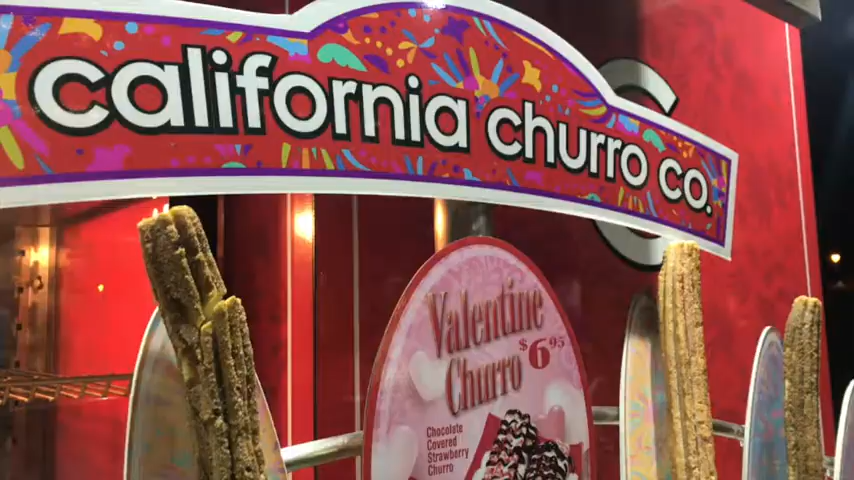 california churro co.
Valentine
$6.95
Churro
Chocolate
Covered
Strawberry
Churro